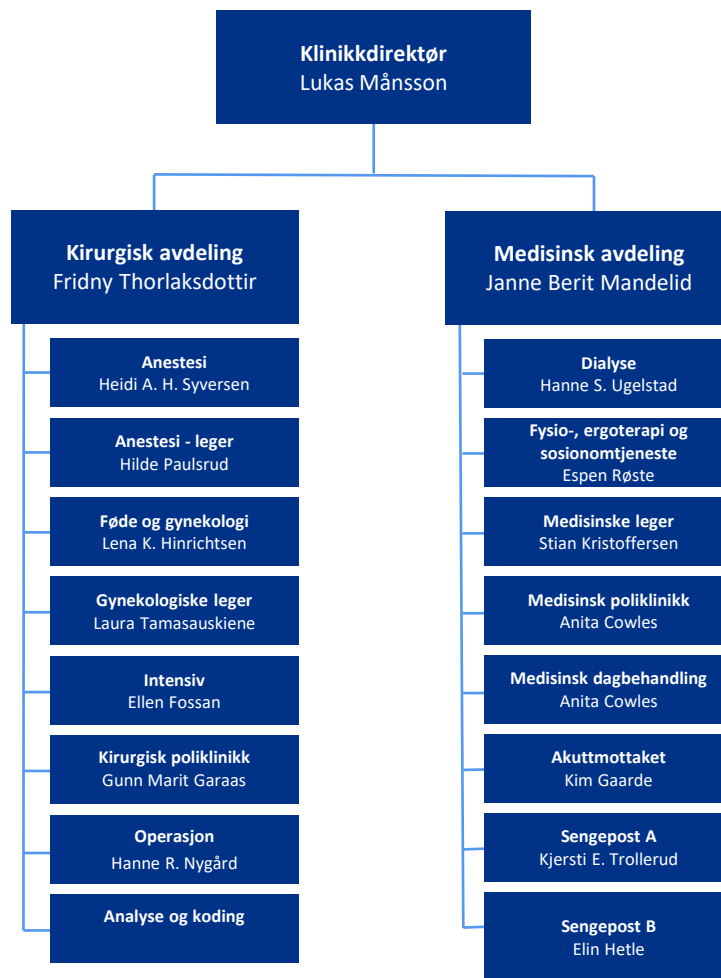 Klinikkdirektør
Lukas Månsson
Kirurgisk avdeling
Fridny Thorlaksdottir
Anestesi
Heidi A. H. Syversen
Anestesi - leger
Hilde Paulsrud
Føde og gynekologi
Lena K. Hinrichtsen
Gynekologiske leger
Laura Tamasauskiene
Intensiv
Ellen Fossan
Kirurgisk poliklinikk
Gunn Marit Garaas
Operasjon
Hanne R. Nygård
Analyse og koding
Medisinsk avdeling
Janne Berit Mandelid
Dialyse
Hanne S. Ugelstad
Fysio-, ergoterapi og
sosionomtjeneste
Espen Røste
Medisinske leger
Stian Kristoffersen
Medisinsk poliklinikk
Anita Cowles
Medisinsk dagbehandling
Anita Cowles
Akuttmottaket
Kim Gaarde
Sengepost A
Kjersti E. Trollerud
Sengepost B
Elin Hetle